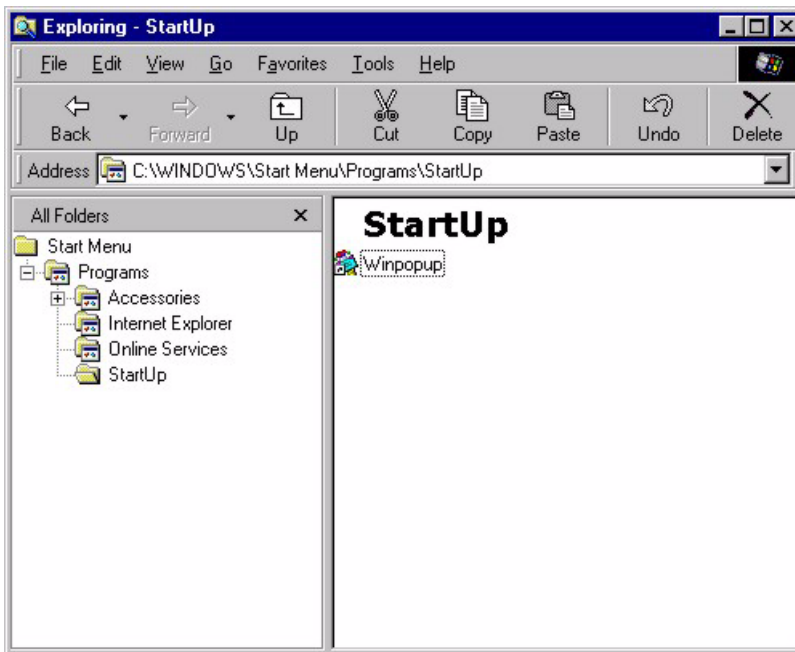 Exploring - StartUp
File Edit View Go Favorites Tools Help
Back Forward Up Cut Copy Paste Undo Delete
Address C:\WINDOWS\Start Menu\Programs\StartUp
All Folders
StartUp
Start Menu
Winpopup
Programs
Accessories
Internet Explorer
Online Services
StartUp